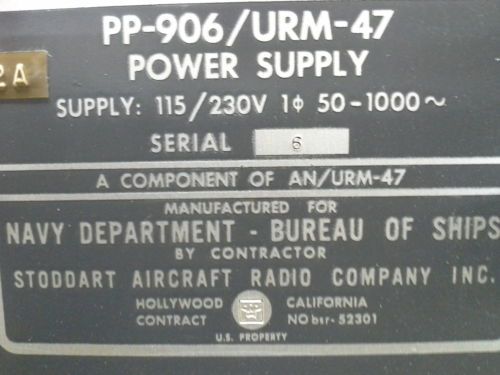 PP-906/URM-47
POWER SUPPLY
2A
SUPPLY: 115/230V 1ϕ 50-1000~
SERIAL 6
A COMPONENT OF AN/URM-47
MANUFACTURED FOR
NAVY DEPARTMENT - BUREAU OF SHIPS
BY CONTRACTOR
STODDART AIRCRAFT RADIO COMPANY INC.
HOLLYWOOD CALIFORNIA
CONTRACT NObsr-52301
U.S. PROPERTY